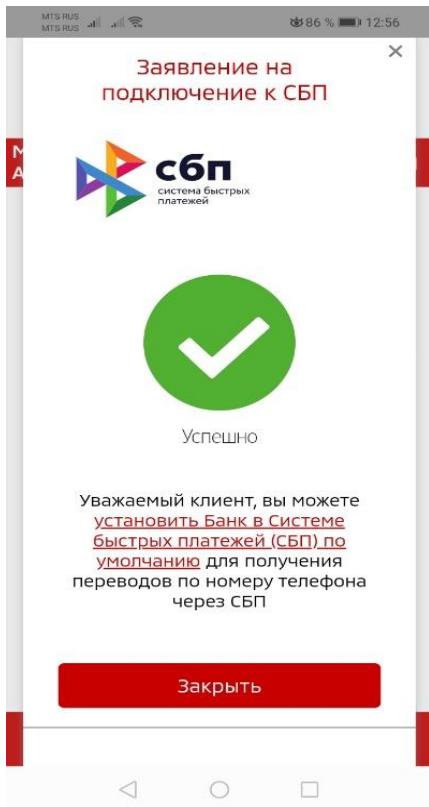 MTS RUS
MTS RUS
86 % 12:56
Заявление на
подключение к СБП
М
А
сбп
система быстрых
платежей
Успешно
Уважаемый клиент, вы можете
установить Банк в Системе
быстрых платежей (СБП) по
умолчанию для получения
переводов по номеру телефона
через СБП
Закрыть